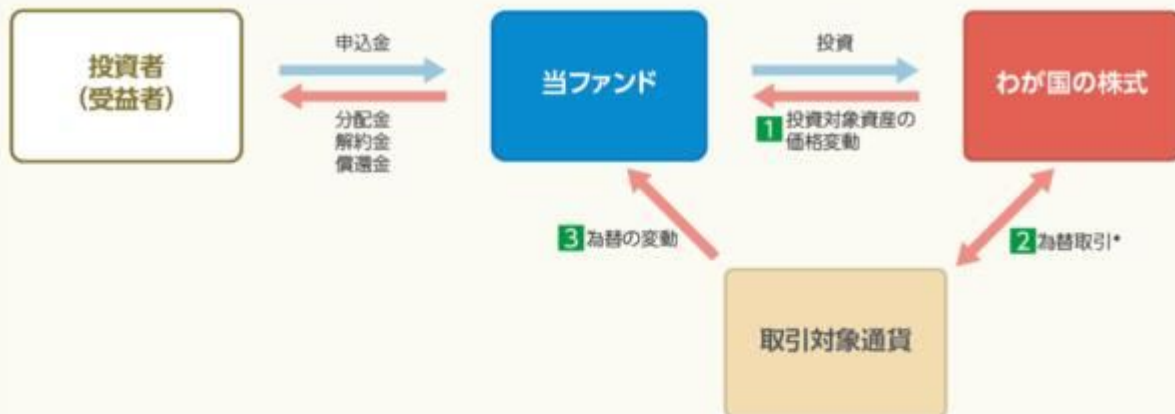 投資者
(受益者)
申込金
分配金
解約金
償還金
当ファンド
投資
1 投資対象資産の
価格変動
わが国の株式
3 為替の変動
2 為替取引*
取引対象通貨